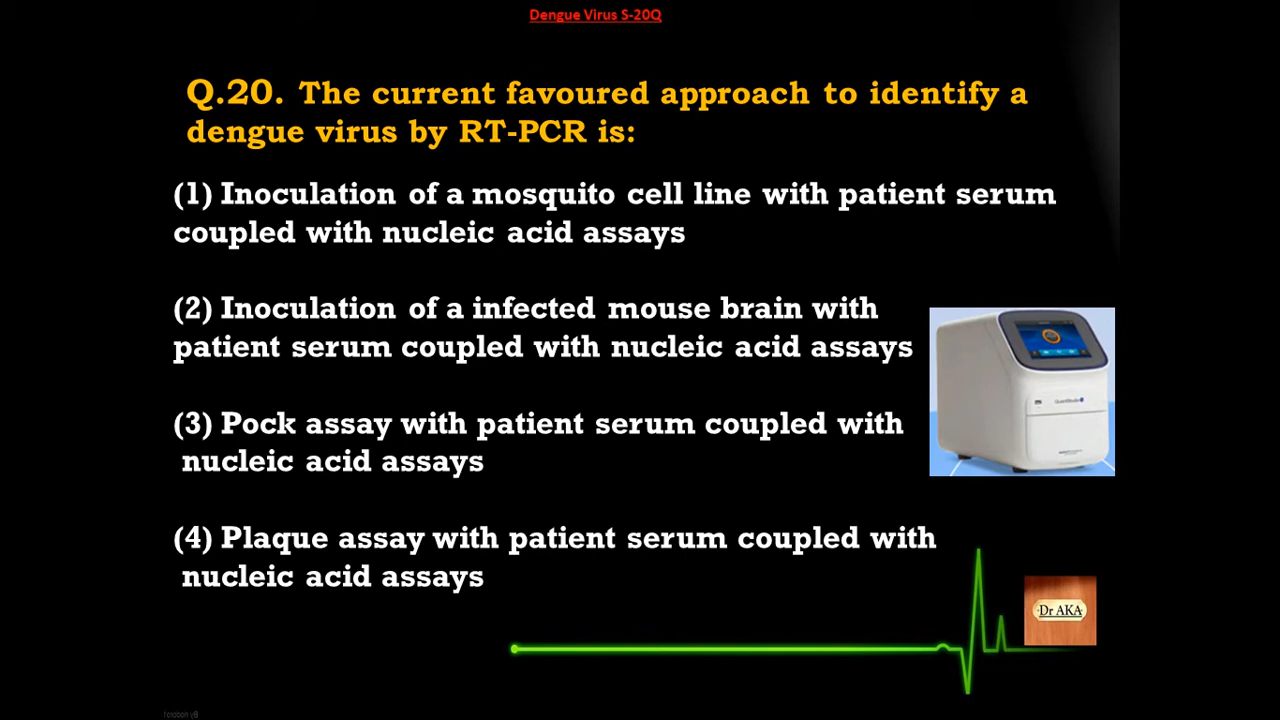 Dengue Virus S-20Q
Q.20. The current favoured approach to identify a
dengue virus by RT-PCR is:
(1) Inoculation of a mosquito cell line with patient serum
coupled with nucleic acid assays
(2) Inoculation of a infected mouse brain with
patient serum coupled with nucleic acid assays
(3) Pock assay with patient serum coupled with
nucleic acid assays
(4) Plaque assay with patient serum coupled with
nucleic acid assays
Dr AKA